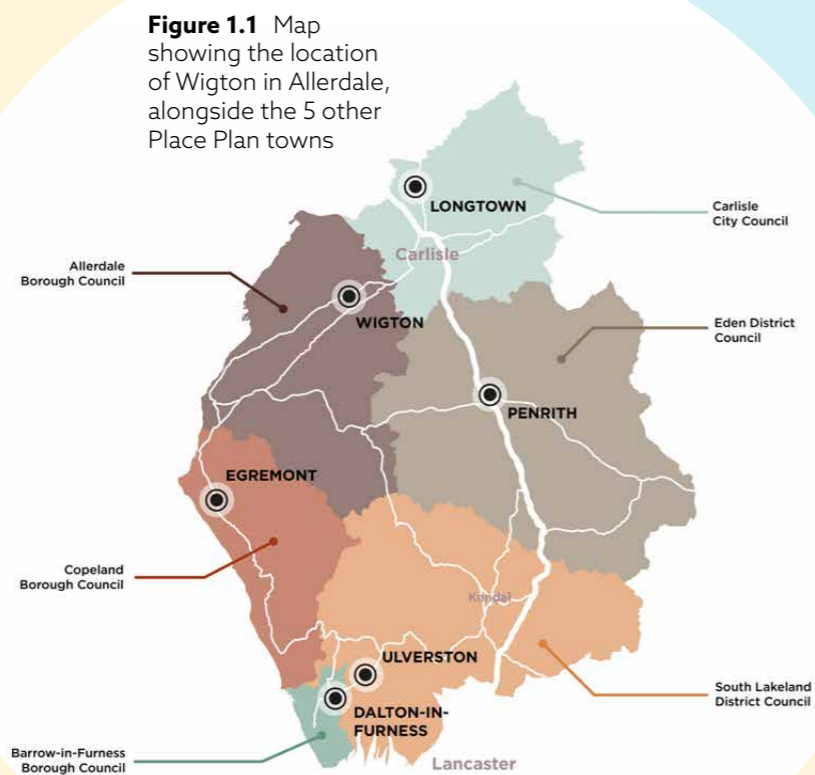 Figure 1.1 Map
showing the location
of Wigton in Allerdale,
alongside the 5 other
Place Plan towns
LONGTOWN
Carlisle
City Council
Carlisle
Allerdale
Borough Council
WIGTON
Eden District
Council
PENRITH
EGREMONT
Copeland
Borough Council
Kendal
ULVERSTON
South Lakeland
District Council
DALTON-IN-
FURNESS
Barrow-in-Furness
Borough Council
Lancaster